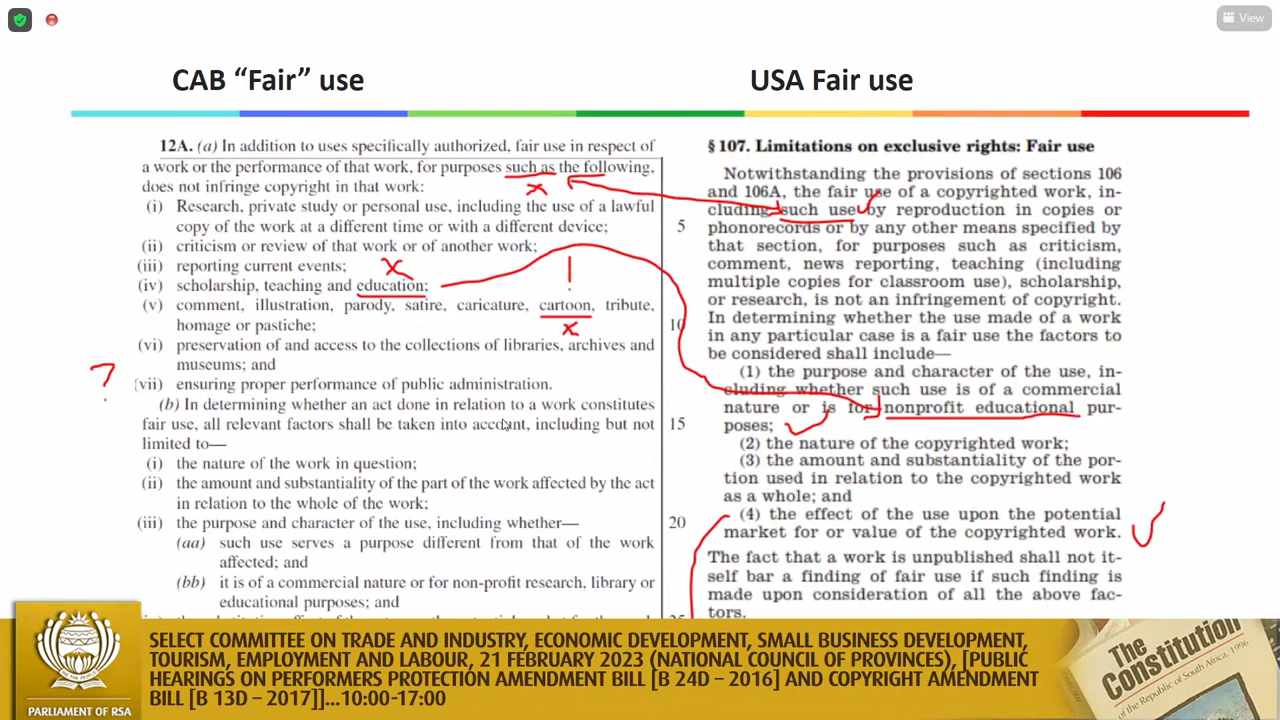 View
CAB “Fair” use
USA Fair use
12A. (a) In addition to uses specifically authorized, fair use in respect of
a work or the performance of that work, for purposes such as the following,
does not infringe copyright in that work:
(i) Research, private study or personal use, including the use of a lawful
copy of the work at a different time or with a different device;
5
(ii) criticism or review of that work or of another work;
(iii) reporting current events;
(iv) scholarship, teaching and education;
(v) comment, illustration, parody, satire, caricature, cartoon, tribute,
homage or pastiche;
10
(vi) preservation of and access to the collections of libraries, archives and
museums; and
?
(vii) ensuring proper performance of public administration.
(b) In determining whether an act done in relation to a work constitutes
fair use, all relevant factors shall be taken into account, including but not
15
limited to—
(i) the nature of the work in question;
(ii) the amount and substantiality of the part of the work affected by the act
in relation to the whole of the work;
(iii) the purpose and character of the use, including whether—
20
(aa) such use serves a purpose different from that of the work
affected; and
(bb) it is of a commercial nature or for non-profit research, library or
educational purposes; and
§ 107. Limitations on exclusive rights: Fair use
Notwithstanding the provisions of sections 106
and 106A, the fair use of a copyrighted work, in-
cluding such use by reproduction in copies or
phonorecords or by any other means specified by
that section, for purposes such as criticism,
comment, news reporting, teaching (including
multiple copies for classroom use), scholarship,
or research, is not an infringement of copyright.
In determining whether the use made of a work
in any particular case is a fair use the factors to
be considered shall include—
(1) the purpose and character of the use, in-
cluding whether such use is of a commercial
nature or is for nonprofit educational pur-
poses;
(2) the nature of the copyrighted work;
(3) the amount and substantiality of the por-
tion used in relation to the copyrighted work
as a whole; and
(4) the effect of the use upon the potential
market for or value of the copyrighted work.
The fact that a work is unpublished shall not it-
self bar a finding of fair use if such finding is
made upon consideration of all the above fac-
tors.
PARLIAMENT OF RSA
SELECT COMMITTEE ON TRADE AND INDUSTRY, ECONOMIC DEVELOPMENT, SMALL BUSINESS DEVELOPMENT,
TOURISM, EMPLOYMENT AND LABOUR, 21 FEBRUARY 2023 (NATIONAL COUNCIL OF PROVINCES), [PUBLIC
HEARINGS ON PERFORMERS PROTECTION AMENDMENT BILL [B 24D – 2016] AND COPYRIGHT AMENDMENT
BILL [B 13D – 2017]]...10:00-17:00
The
Constitution
of the Republic of South Africa, 1996